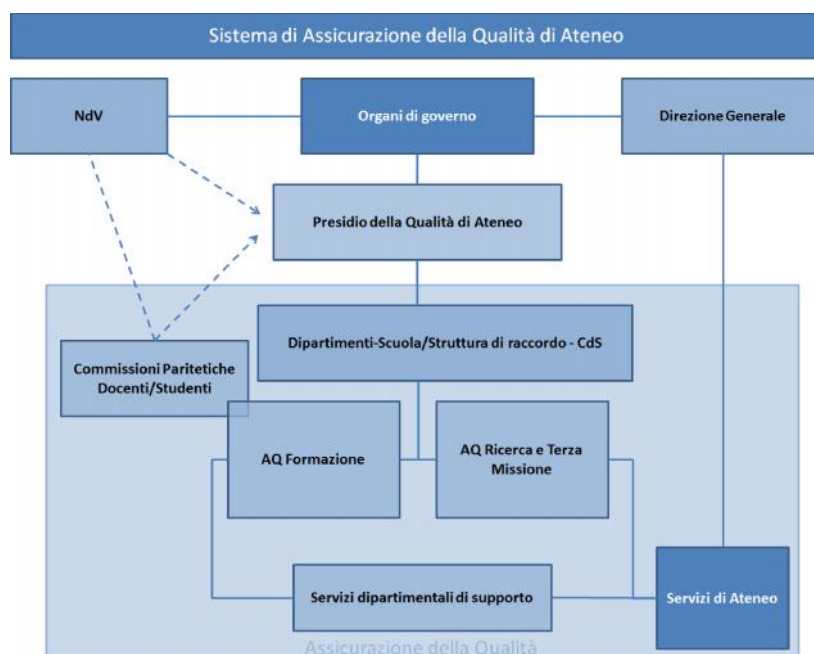 Sistema di Assicurazione della Qualità di Ateneo
NdV
Organi di governo
Direzione Generale
Presidio della Qualità di Ateneo
Dipartimenti-Scuola/Struttura di raccordo - CdS
Commissioni Paritetiche
Docenti/Studenti
AQ Formazione
AQ Ricerca e Terza
Missione
Servizi dipartimentali di supporto
Servizi di Ateneo
Assicurazione della Qualità